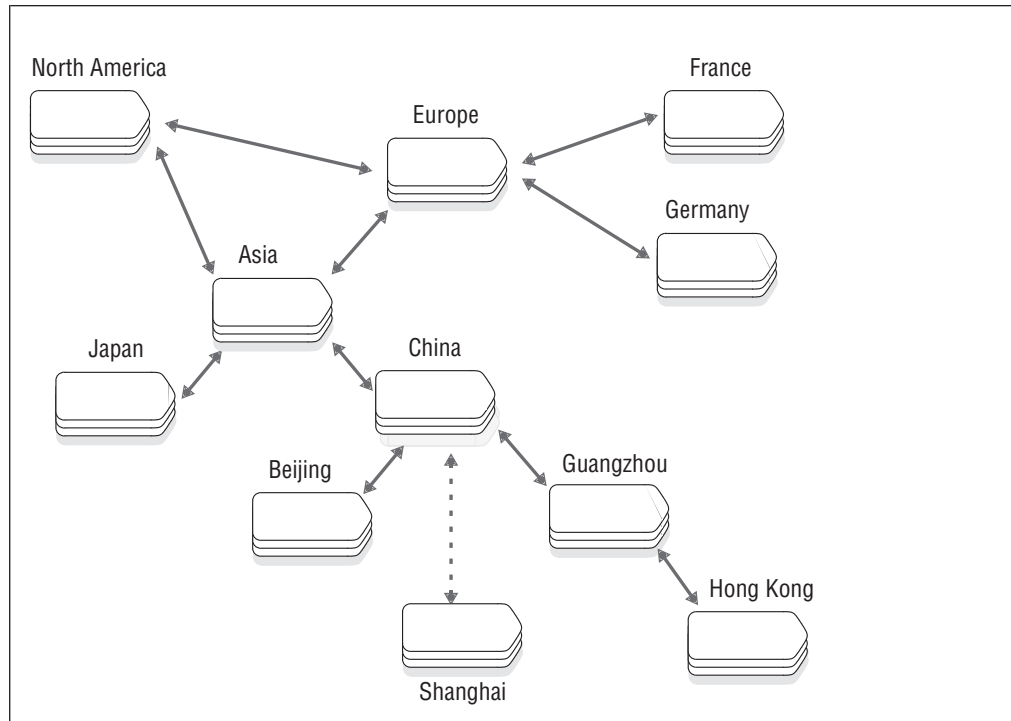 North America
France
Europe
Germany
Asia
Japan
China
Beijing
Guangzhou
Hong Kong
Shanghai